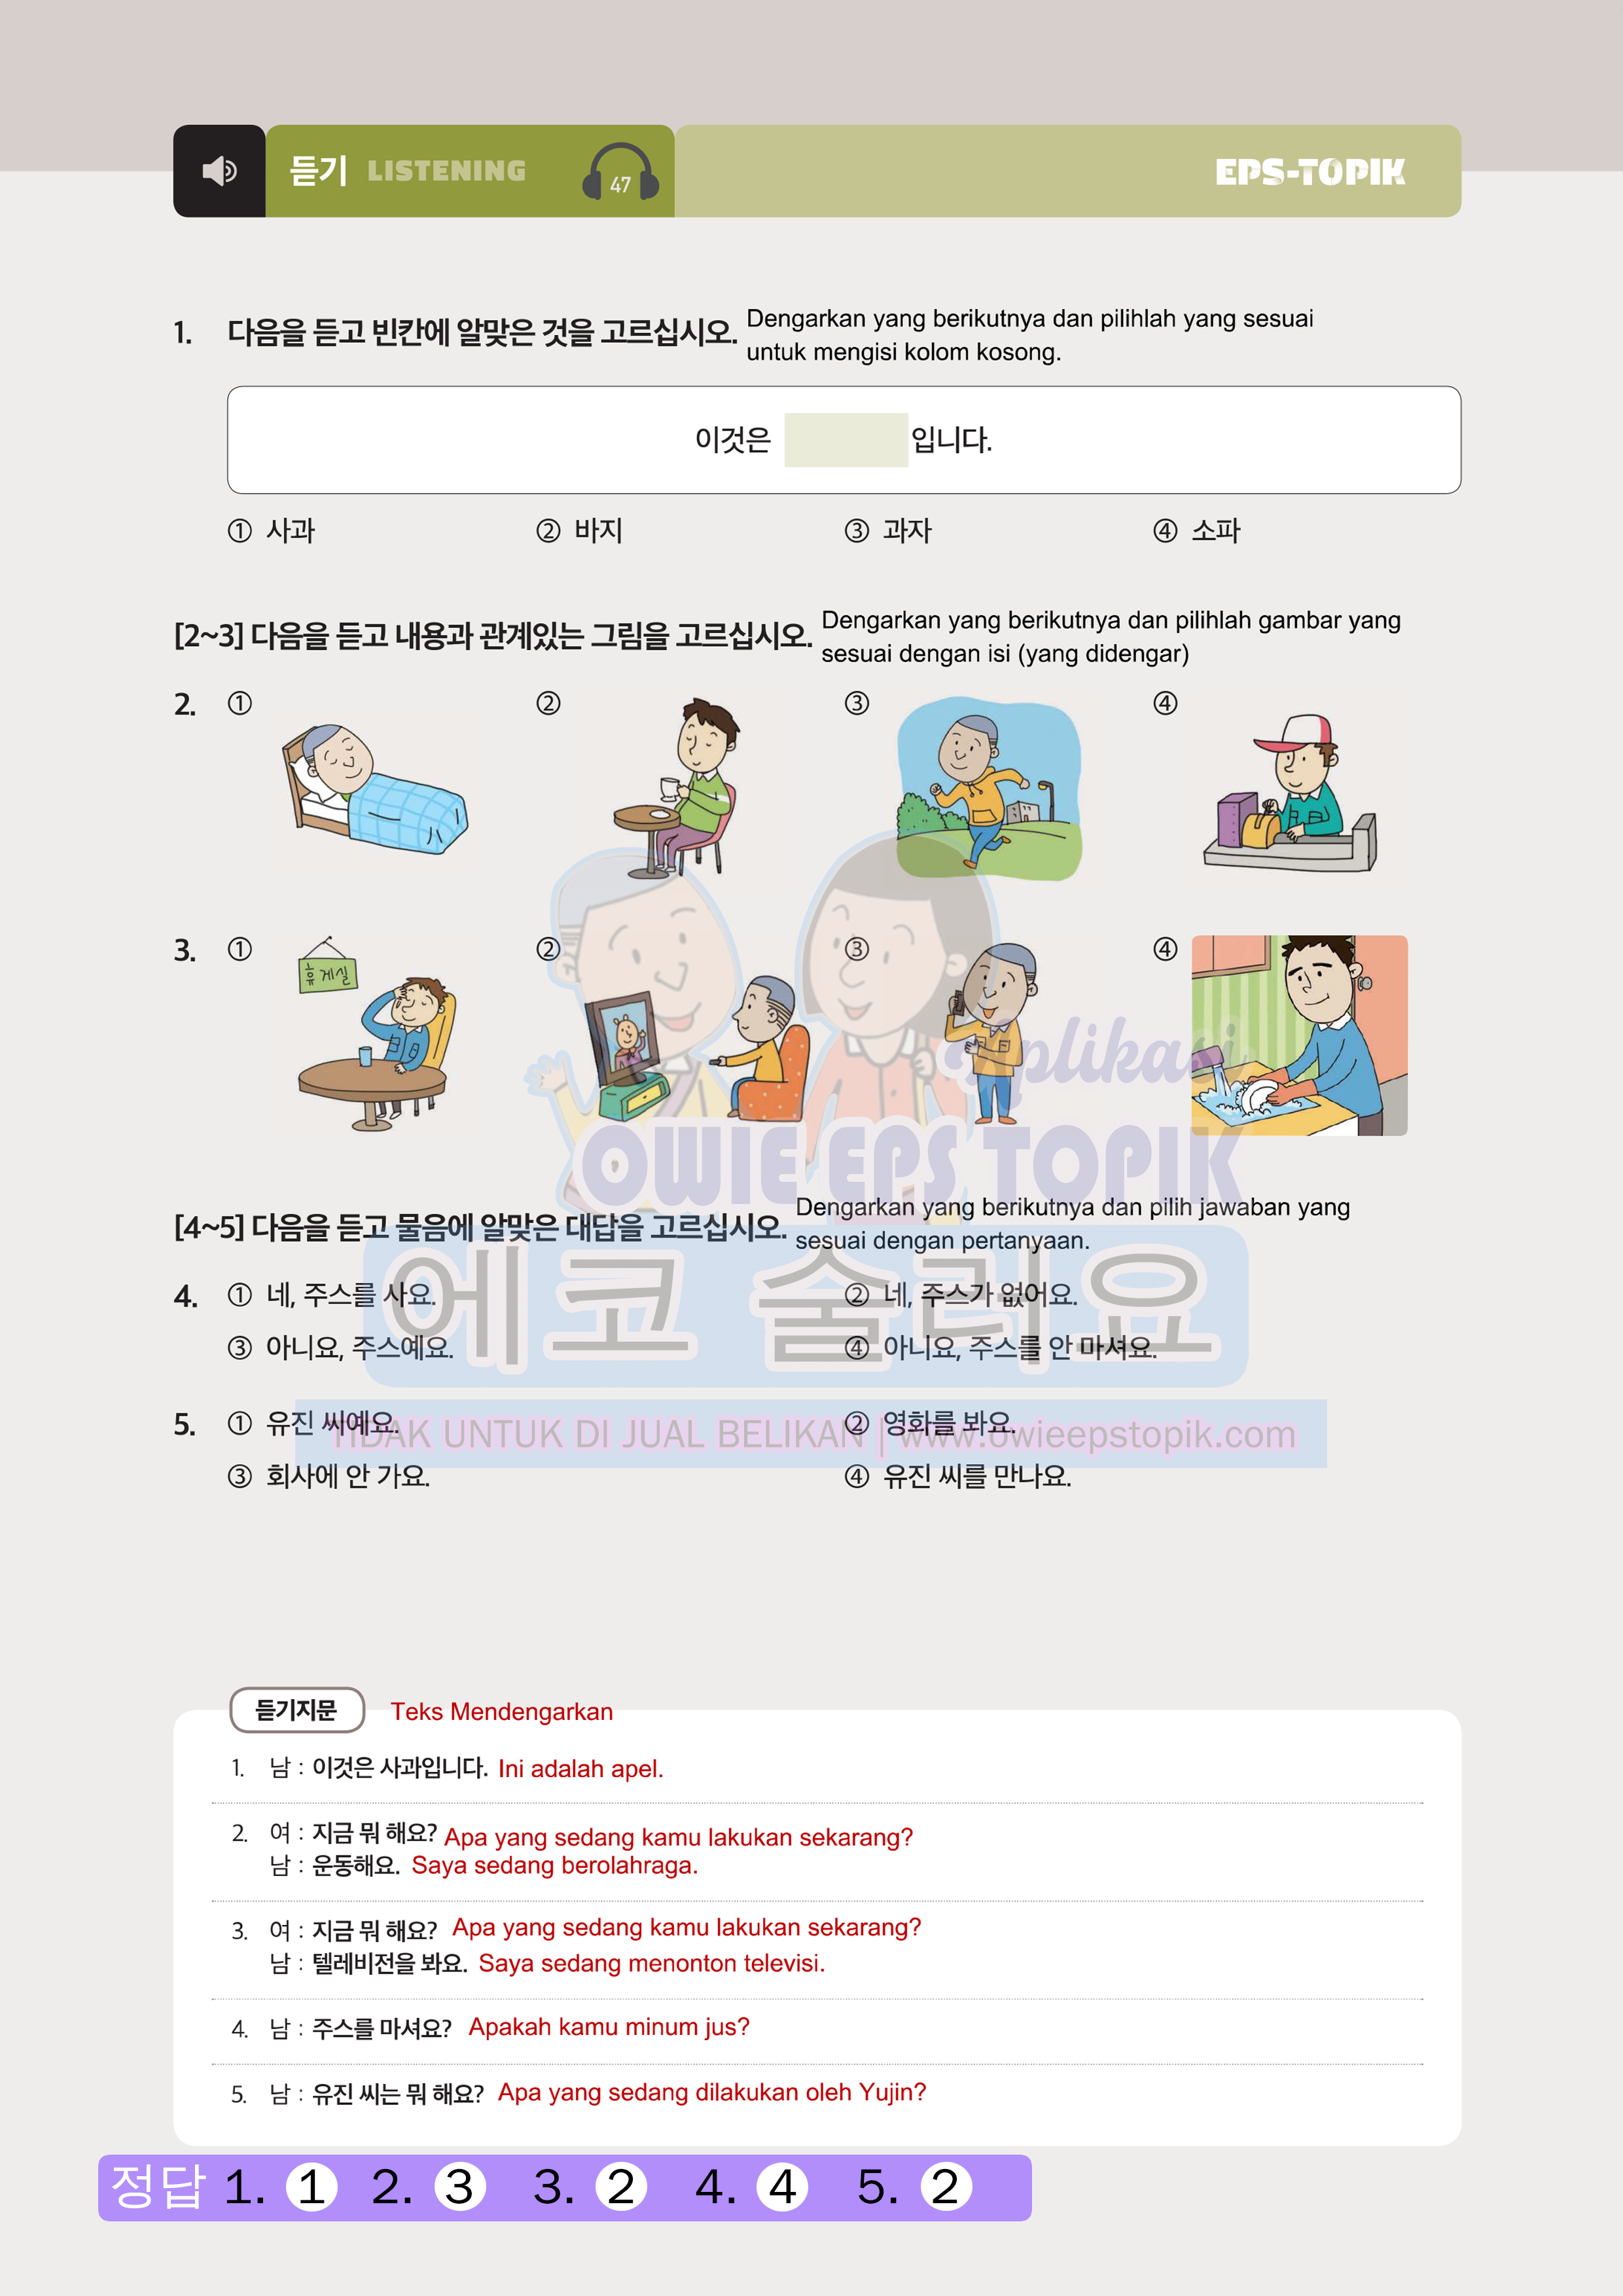 듣기 LISTENING 47 EPS-TOPIK
1. 다음을 듣고 빈칸에 알맞은 것을 고르십시오. Dengarkan yang berikutnya dan pilihlah yang sesuai
untuk mengisi kolom kosong.
이것은 입니다.
① 사과 ② 바지 ③ 과자 ④ 소파
[2~3] 다음을 듣고 내용과 관계있는 그림을 고르십시오. Dengarkan yang berikutnya dan pilihlah gambar yang
sesuai dengan isi (yang didengar)
2. ① ② ③ ④
3. ① ② ③ ④
휴게실
Aplikasi
OWIE EPS TOPIK
[4~5] 다음을 듣고 물음에 알맞은 대답을 고르십시오. Dengarkan yang berikutnya dan pilih jawaban yang
sesuai dengan pertanyaan.
에코 술리요
4. ① 네, 주스를 사요. ② 네, 주스가 없어요.
③ 아니요, 주스예요. ④ 아니요, 주스를 안 마셔요.
5. ① 유진 씨예요. ② 영화를 봐요.
TIDAK UNTUK DI JUAL BELIKAN | www.owieepstopik.com
③ 회사에 안 가요. ④ 유진 씨를 만나요.
듣기지문 Teks Mendengarkan
1. 남 : 이것은 사과입니다. Ini adalah apel.
2. 여 : 지금 뭐 해요? Apa yang sedang kamu lakukan sekarang?
남 : 운동해요. Saya sedang berolahraga.
3. 여 : 지금 뭐 해요? Apa yang sedang kamu lakukan sekarang?
남 : 텔레비전을 봐요. Saya sedang menonton televisi.
4. 남 : 주스를 마셔요? Apakah kamu minum jus?
5. 남 : 유진 씨는 뭐 해요? Apa yang sedang dilakukan oleh Yujin?
정답 1. ① 2. ③ 3. ② 4. ④ 5. ②